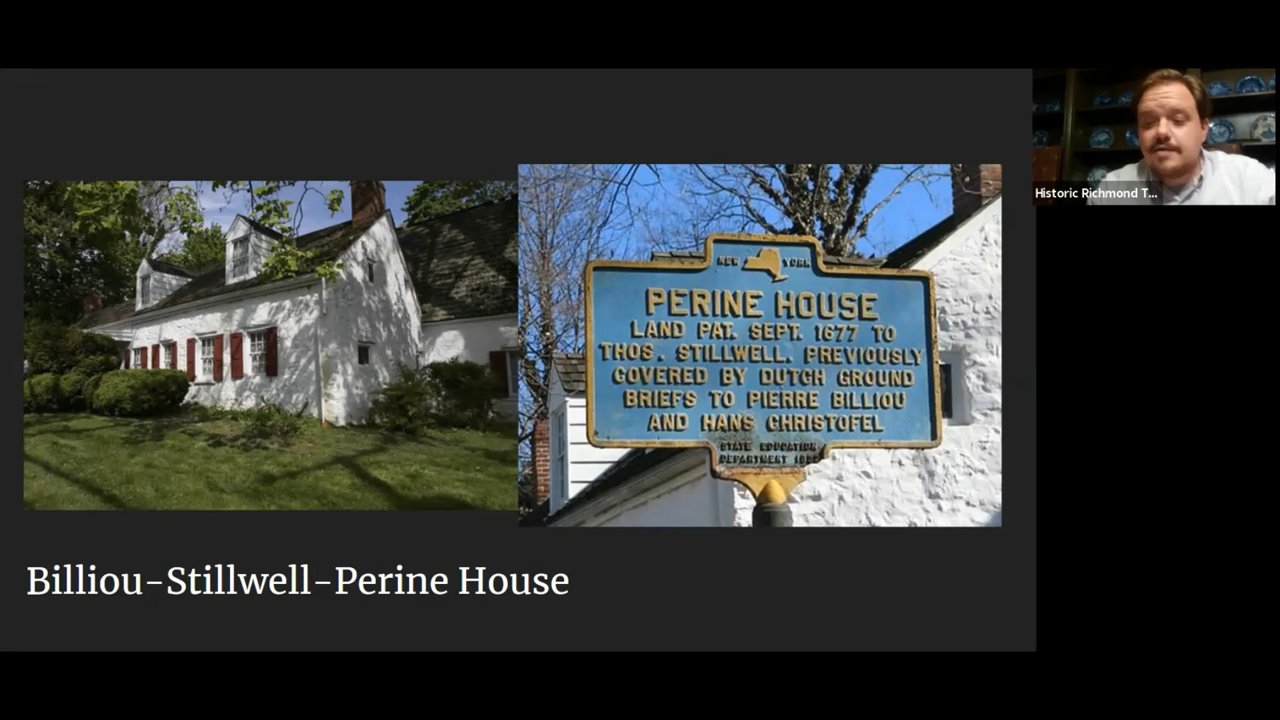 Historic Richmond T...
NEW YORK
PERINE HOUSE
LAND PAT. SEPT. 1677 TO
THOS. STILLWELL. PREVIOUSLY
COVERED BY DUTCH GROUND
BRIEFS TO PIERRE BILLIOU
AND HANS CHRISTOFEL
STATE EDUCATION
DEPARTMENT
Billiou-Stillwell-Perine House